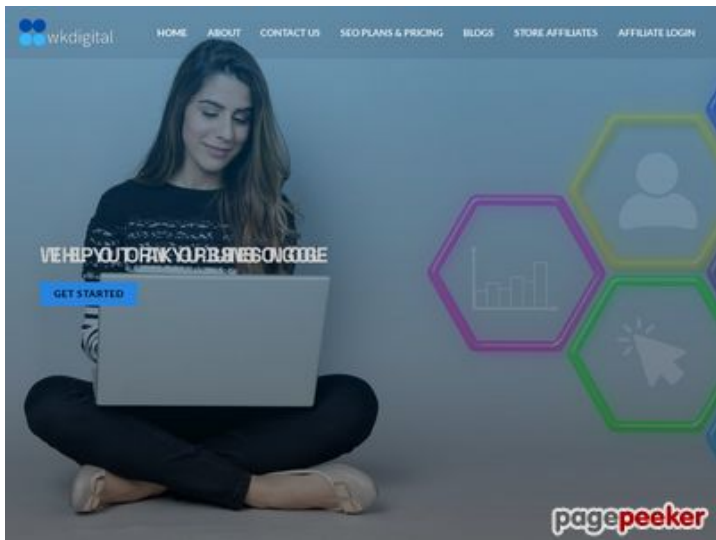 wkdigital
HOME ABOUT CONTACT US SEO PLANS & PRICING BLOGS STORE AFFILIATES AFFILIATE LOGIN
GET STARTED
pagepeeker